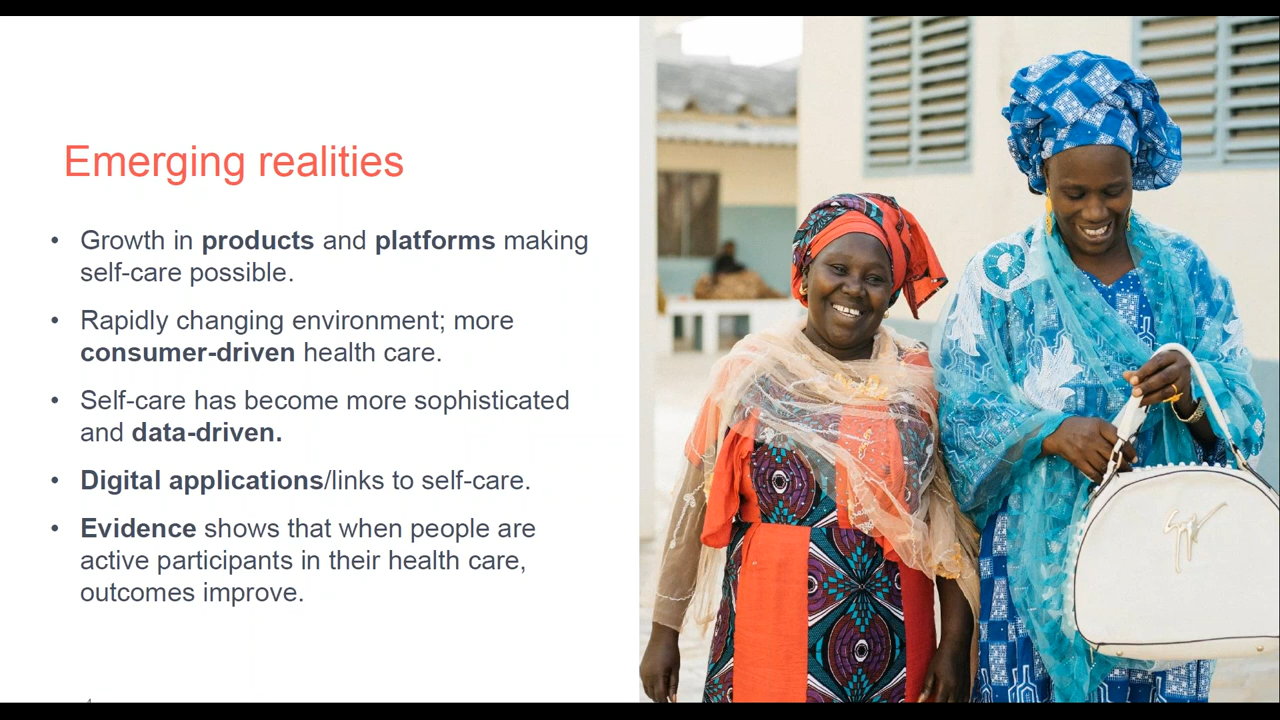 Emerging realities
• Growth in products and platforms making
self-care possible.
• Rapidly changing environment; more
consumer-driven health care.
• Self-care has become more sophisticated
and data-driven.
• Digital applications/links to self-care.
• Evidence shows that when people are
active participants in their health care,
outcomes improve.